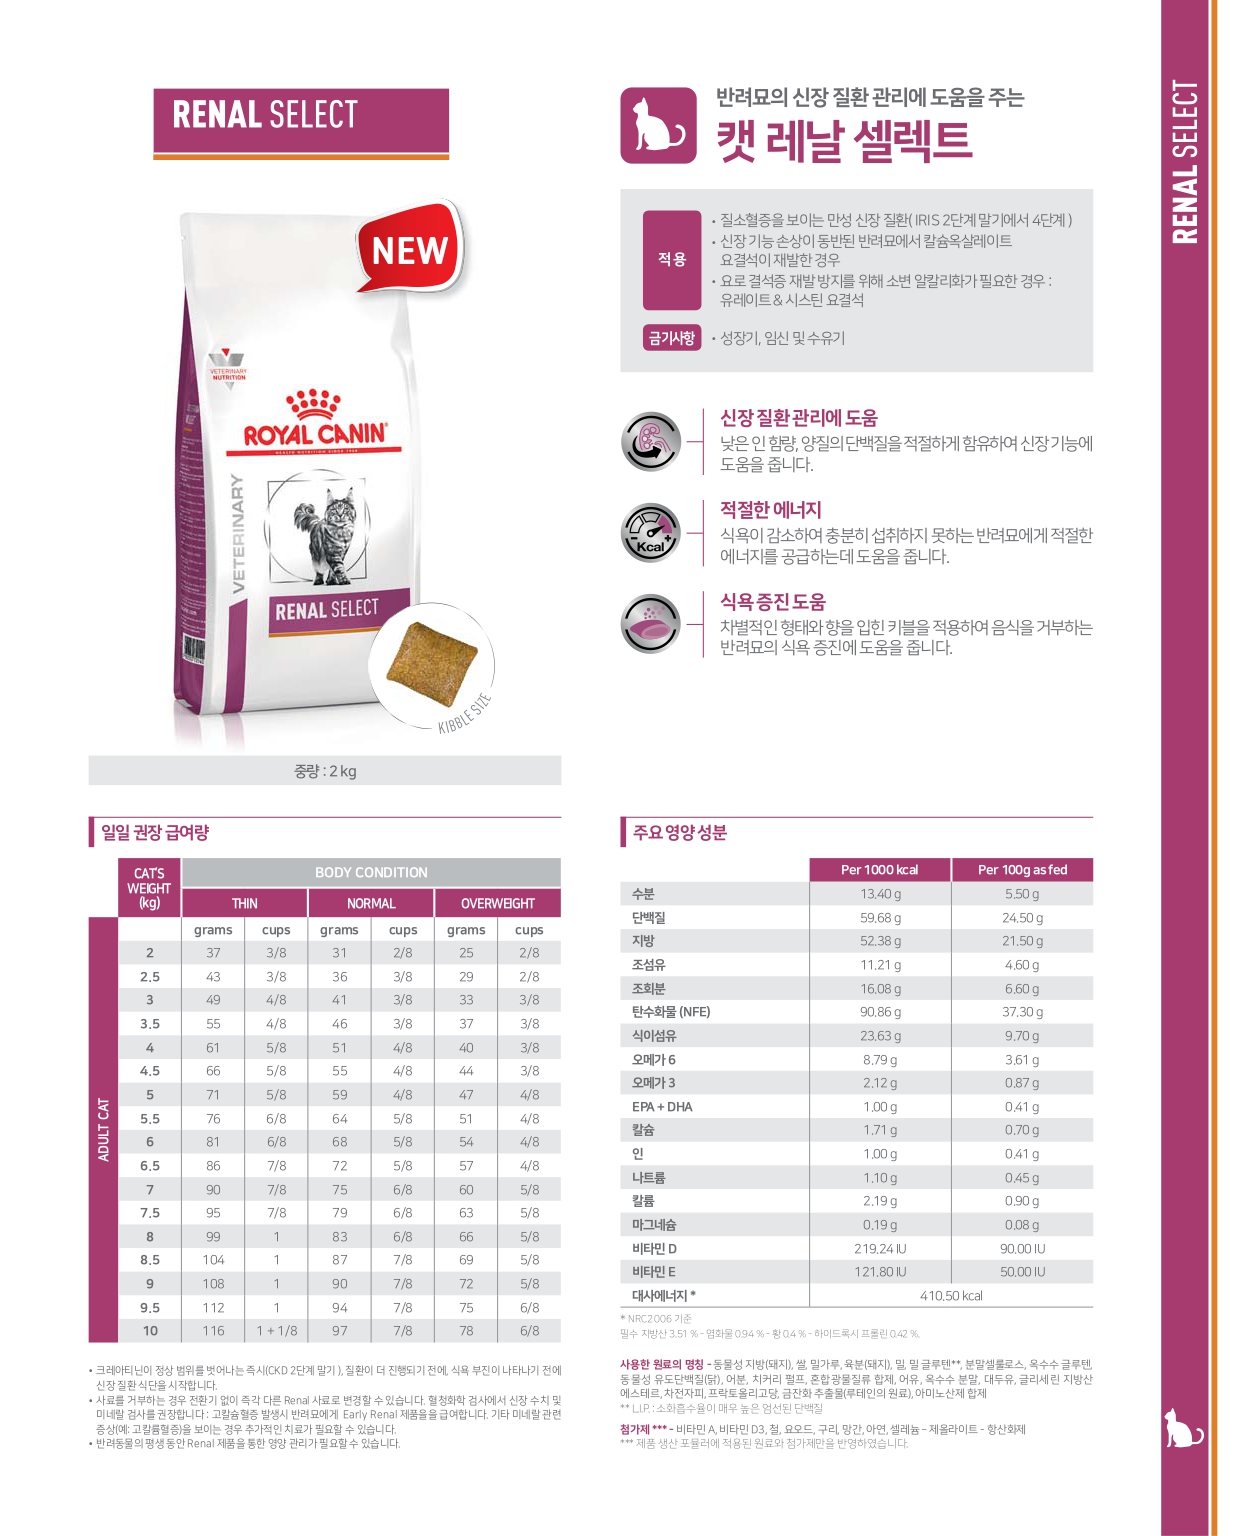 RENAL SELECT
반려묘의 신장 질환 관리에 도움을 주는
캣 레날 셀렉트
RENAL SELECT
적 용
• 질소혈증을 보이는 만성 신장 질환( IRIS 2단계 말기에서 4단계 )
• 신장 기능 손상이 동반된 반려묘에서 칼슘옥살레이트
요결석이 재발한 경우
• 요로 결석증 재발 방지를 위해 소변 알칼리화가 필요한 경우 :
유레이트 & 시스틴 요결석
금기사항
• 성장기, 임신 및 수유기
NEW
VETERINARY
NUTRITION
ROYAL CANIN
HEALTH NUTRITION SINCE 1968
VETERINARY
RENAL SELECT
KIBBLE SIZE
신장 질환 관리에 도움
낮은 인 함량, 양질의 단백질을 적절하게 함유하여 신장 기능에
도움을 줍니다.
Kcal
적절한 에너지
식욕이 감소하여 충분히 섭취하지 못하는 반려묘에게 적절한
에너지를 공급하는데 도움을 줍니다.
식욕 증진 도움
차별적인 형태와 향을 입힌 키블을 적용하여 음식을 거부하는
반려묘의 식욕 증진에 도움을 줍니다.
중량 : 2 kg
일일 권장 급여량
CAT'S
WEIGHT
(kg)
BODY CONDITION
THIN NORMAL OVERWEIGHT
grams cups grams cups grams cups
ADULT CAT
2 37 3/8 31 2/8 25 2/8
2.5 43 3/8 36 3/8 29 2/8
3 49 4/8 41 3/8 33 3/8
3.5 55 4/8 46 3/8 37 3/8
4 61 5/8 51 4/8 40 3/8
4.5 66 5/8 55 4/8 44 3/8
5 71 5/8 59 4/8 47 4/8
5.5 76 6/8 64 5/8 51 4/8
6 81 6/8 68 5/8 54 4/8
6.5 86 7/8 72 5/8 57 4/8
7 90 7/8 75 6/8 60 5/8
7.5 95 7/8 79 6/8 63 5/8
8 99 1 83 6/8 66 5/8
8.5 104 1 87 7/8 69 5/8
9 108 1 90 7/8 72 5/8
9.5 112 1 94 7/8 75 6/8
10 116 1 + 1/8 97 7/8 78 6/8
• 크레아티닌이 정상 범위를 벗어나는 즉시(CKD 2단계 말기 ), 질환이 더 진행되기 전에, 식욕 부진이 나타나기 전에
신장 질환 식단을 시작합니다.
• 사료를 거부하는 경우 전환기 없이 즉각 다른 Renal 사료로 변경할 수 있습니다. 혈청화학 검사에서 신장 수치 및
미네랄 검사를 권장합니다 : 고칼슘혈증 발생시 반려묘에게 Early Renal 제품을을 급여합니다. 기타 미네랄 관련
증상(예: 고칼륨혈증)을 보이는 경우 추가적인 치료가 필요할 수 있습니다.
• 반려동물의 평생 동안 Renal 제품을 통한 영양 관리가 필요할 수 있습니다.
주요 영양 성분
Per 1000 kcal Per 100g as fed
수분 13.40 g 5.50 g
단백질 59.68 g 24.50 g
지방 52.38 g 21.50 g
조섬유 11.21 g 4.60 g
조회분 16.08 g 6.60 g
탄수화물 (NFE) 90.86 g 37.30 g
식이섬유 23.63 g 9.70 g
오메가 6 8.79 g 3.61 g
오메가 3 2.12 g 0.87 g
EPA + DHA 1.00 g 0.41 g
칼슘 1.71 g 0.70 g
인 1.00 g 0.41 g
나트륨 1.10 g 0.45 g
칼륨 2.19 g 0.90 g
마그네슘 0.19 g 0.08 g
비타민 D 219.24 IU 90.00 IU
비타민 E 121.80 IU 50.00 IU
대사에너지 * 410.50 kcal
* NRC2006 기준
필수 지방산 3.51 % - 염화물 0.94 % - 황 0.4 % - 하이드록시 프롤린 0.42 %.
사용한 원료의 명칭 - 동물성 지방(돼지), 쌀, 밀가루, 육분(돼지), 밀, 밀 글루텐**, 분말셀룰로스, 옥수수 글루텐,
동물성 유도단백질(닭), 어분, 치커리 펄프, 혼합광물질류 합제, 어유, 옥수수 분말, 대두유, 글리세린 지방산
에스테르, 차전자피, 프락토올리고당, 금잔화 추출물(루테인의 원료), 아미노산제 합제
** L.I.P. : 소화흡수율이 매우 높은 엄선된 단백질
첨가제 *** - 비타민 A, 비타민 D3, 철, 요오드, 구리, 망간, 아연, 셀레늄 - 제올라이트 - 항산화제
*** 제품 생산 포뮬러에 적용된 원료와 첨가제만을 반영하였습니다.